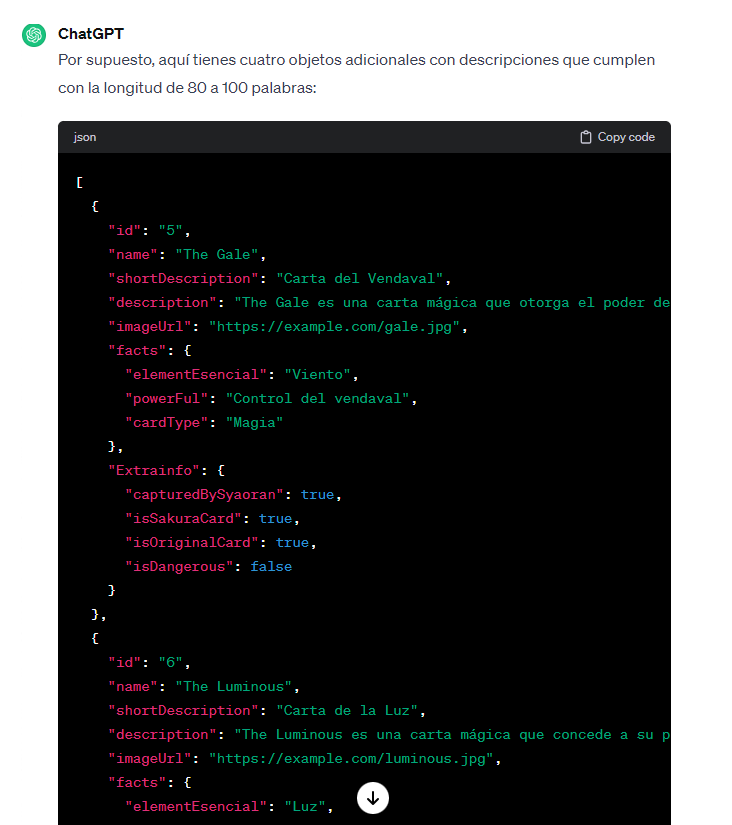 ChatGPT
Por supuesto, aquí tienes cuatro objetos adicionales con descripciones que cumplen
con la longitud de 80 a 100 palabras:
json Copy code
[
{
"id": "5",
"name": "The Gale",
"shortDescription": "Carta del Vendaval",
"description": "The Gale es una carta mágica que otorga el poder de
"imageUrl": "https://example.com/gale.jpg",
"facts": {
"elementEsencial": "Viento",
"powerFul": "Control del vendaval",
"cardType": "Magia"
},
"Extrainfo": {
"capturedBySyaoran": true,
"isSakuraCard": true,
"isOriginalCard": true,
"isDangerous": false
}
},
{
"id": "6",
"name": "The Luminous",
"shortDescription": "Carta de la Luz",
"description": "The Luminous es una carta mágica que concede a su p
"imageUrl": "https://example.com/luminous.jpg",
"facts": {
"elementEsencial": "Luz",